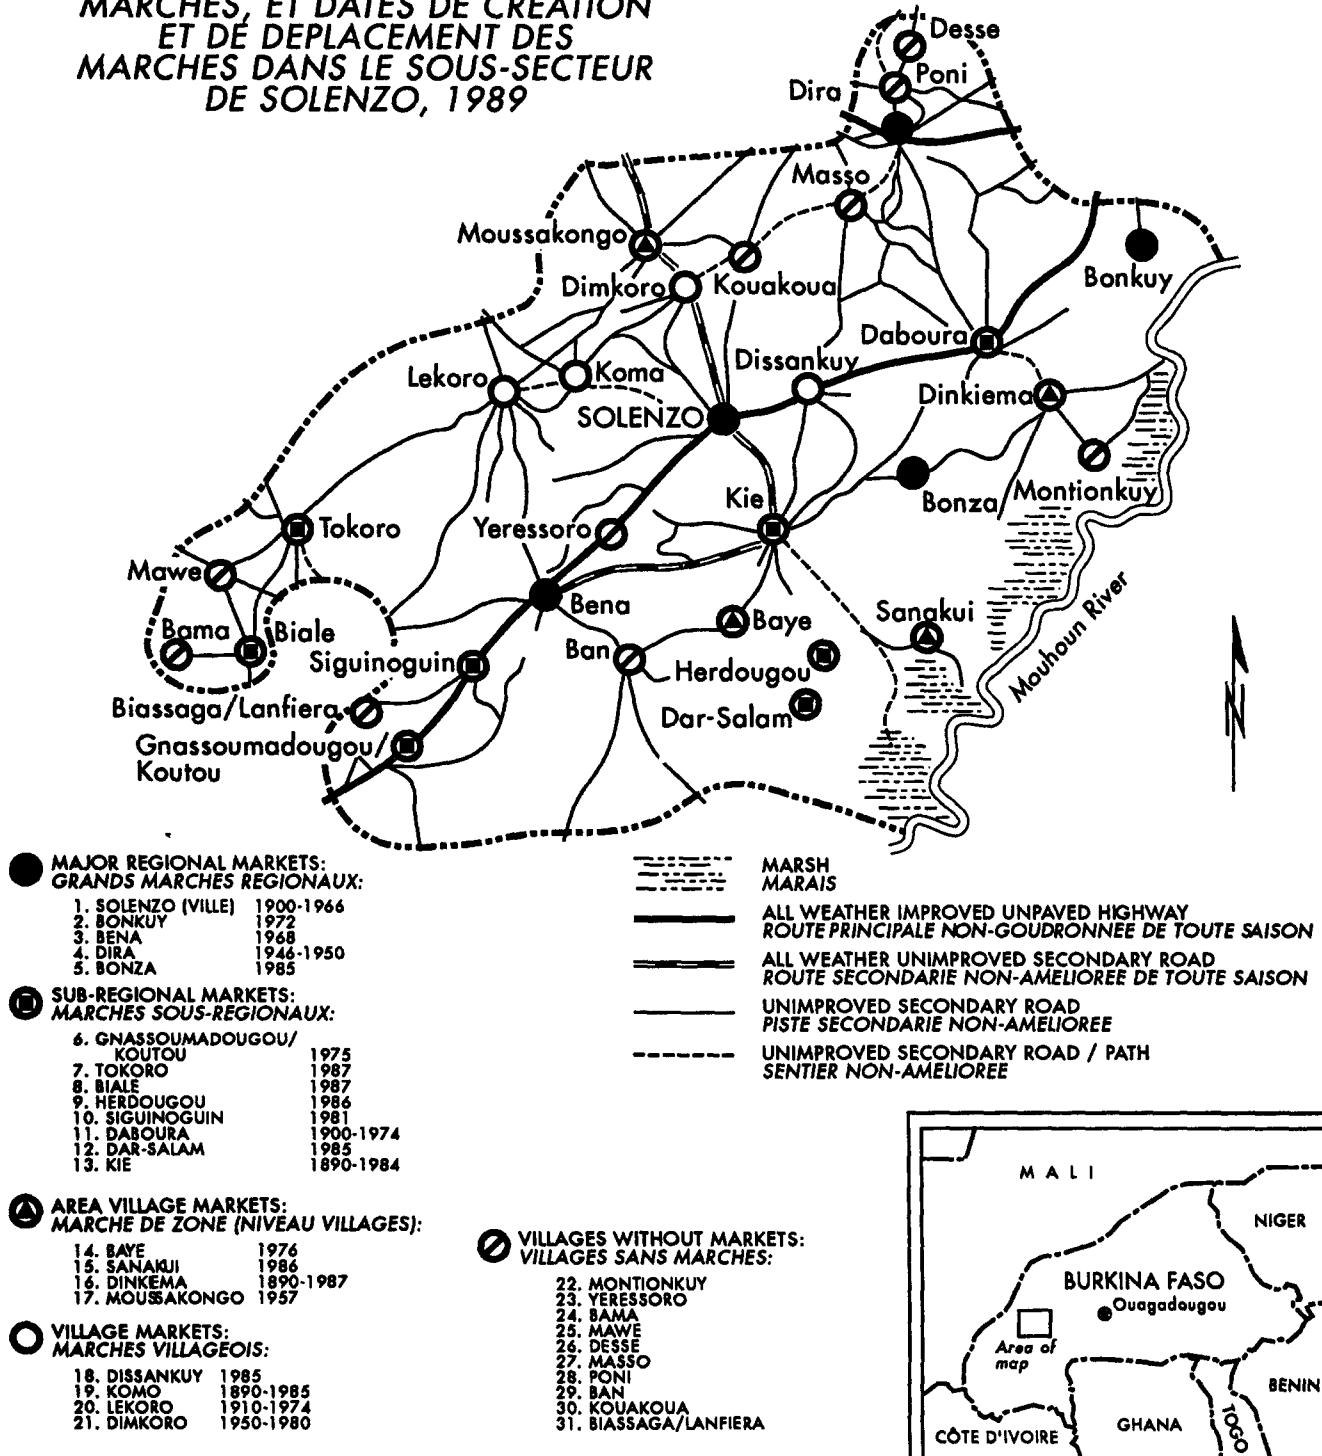 MARCHES, ET DATES DE CREATION
ET DE DEPLACEMENT DES
MARCHES DANS LE SOUS-SECTEUR
DE SOLENZO, 1989
Desse
Poni
Dira
Masso
Moussakongo
Bonkuy
Dimkoro
Kouakoua
Daboura
Dissankuy
Lekoro
Koma
Dinkiema
SOLENZO
Kie
Bonza
Montionkuy
Tokoro
Yeressoro
Mawe
Bena
Mouhoun River
Sanakui
Bama
Biale
Baye
Ban
Siguinoguin
Herdougou
Biassaga/Lanfiera
Dar-Salam
Gnassoumadougou/
Koutou
N
MAJOR REGIONAL MARKETS:
GRANDS MARCHES REGIONAUX:
1. SOLENZO (VILLE) 1900-1966
2. BONKUY 1972
3. BENA 1968
4. DIRA 1946-1950
5. BONZA 1985
SUB-REGIONAL MARKETS:
MARCHES SOUS-REGIONAUX:
6. GNASSOUMADOUGOU/
KOUTOU 1975
7. TOKORO 1987
8. BIALE 1987
9. HERDOUGOU 1986
10. SIGUINOGUIN 1981
11. DABOURA 1900-1974
12. DAR-SALAM 1985
13. KIE 1890-1984
AREA VILLAGE MARKETS:
MARCHE DE ZONE (NIVEAU VILLAGES):
14. BAYE 1976
15. SANAKUI 1986
16. DINKEMA 1890-1987
17. MOUSSAKONGO 1957
VILLAGE MARKETS:
MARCHES VILLAGEOIS:
18. DISSANKUY 1985
19. KOMO 1890-1985
20. LEKORO 1910-1974
21. DIMKORO 1950-1980
VILLAGES WITHOUT MARKETS:
VILLAGES SANS MARCHES:
22. MONTIONKUY
23. YERESSORO
24. BAMA
25. MAWE
26. DESSE
27. MASSO
28. PONI
29. BAN
30. KOUAKOUA
31. BIASSAGA/LANFIERA
MARSH
MARAIS
ALL WEATHER IMPROVED UNPAVED HIGHWAY
ROUTE PRINCIPALE NON-GOUDRONNEE DE TOUTE SAISON
ALL WEATHER UNIMPROVED SECONDARY ROAD
ROUTE SECONDARIE NON-AMELIOREE DE TOUTE SAISON
UNIMPROVED SECONDARY ROAD
PISTE SECONDARIE NON-AMELIOREE
UNIMPROVED SECONDARY ROAD / PATH
SENTIER NON-AMELIOREE
MALI
NIGER
BURKINA FASO
Ouagadougou
Area of
map
BENIN
CÔTE D'IVOIRE
GHANA
TOGO